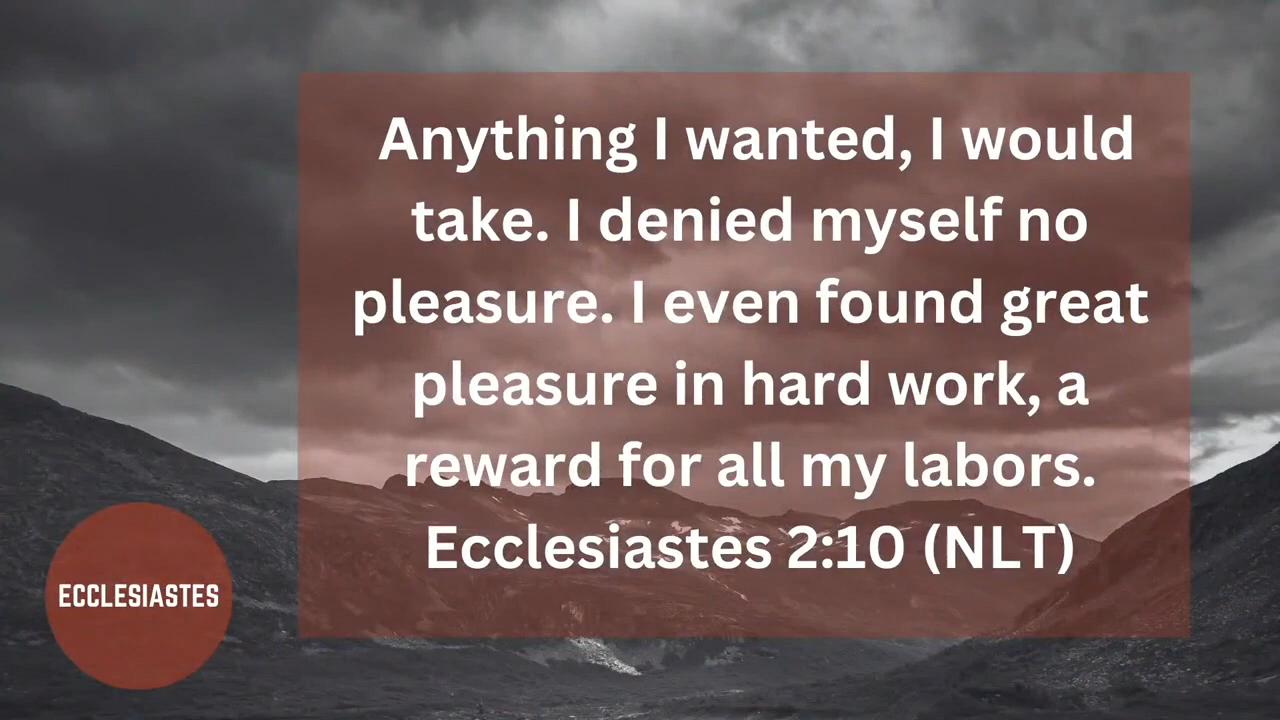 Anything I wanted, I would
take. I denied myself no
pleasure. I even found great
pleasure in hard work, a
reward for all my labors.
Ecclesiastes 2:10 (NLT)
ECCLESIASTES